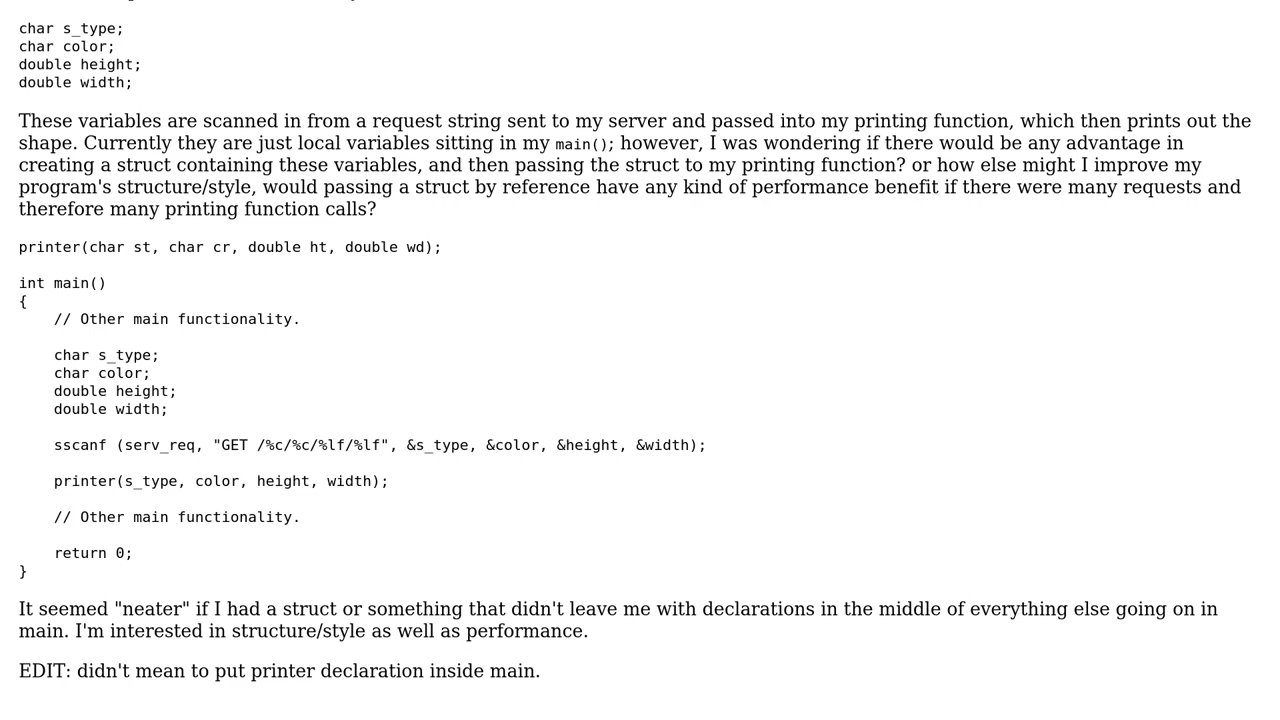 char s_type;
char color;
double height;
double width;
These variables are scanned in from a request string sent to my server and passed into my printing function, which then prints out the
shape. Currently they are just local variables sitting in my main(); however, I was wondering if there would be any advantage in
creating a struct containing these variables, and then passing the struct to my printing function? or how else might I improve my
program's structure/style, would passing a struct by reference have any kind of performance benefit if there were many requests and
therefore many printing function calls?
printer(char st, char cr, double ht, double wd);
int main()
{
    // Other main functionality.
    char s_type;
    char color;
    double height;
    double width;
    sscanf (serv_req, "GET /%c/%c/%lf/%lf", &s_type, &color, &height, &width);
    printer(s_type, color, height, width);
    // Other main functionality.
    return 0;
}
It seemed "neater" if I had a struct or something that didn't leave me with declarations in the middle of everything else going on in
main. I'm interested in structure/style as well as performance.
EDIT: didn't mean to put printer declaration inside main.